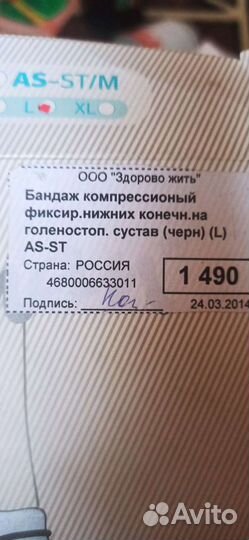 AS-ST/M
L XL
ООО "Здорово жить"
Бандаж компрессионый
фиксир.нижних конечн.на
голеностоп. сустав (черн) (L)
AS-ST
Страна: РОССИЯ
1 490
4680006633011
Подпись:
24.03.2014
Avito